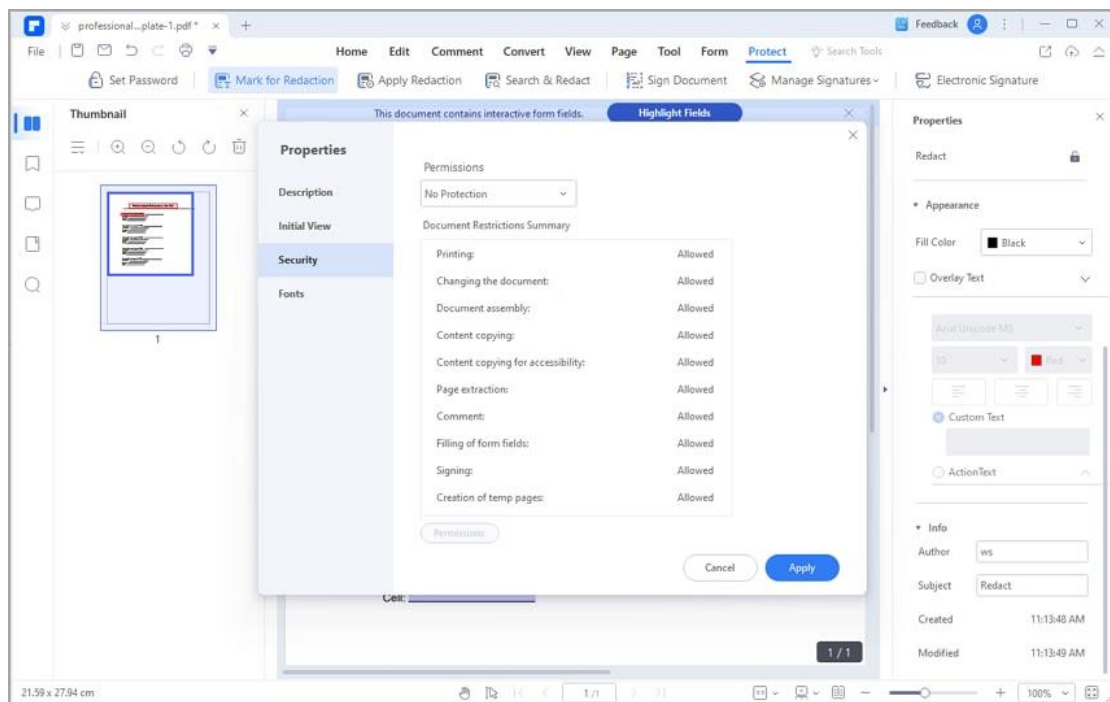 professional...plate-1.pdf *
Feedback
File
Home Edit Comment Convert View Page Tool Form Protect Search Tools
Set Password Mark for Redaction Apply Redaction Search & Redact Sign Document Manage Signatures Electronic Signature
Thumbnail
1
This document contains interactive form fields. Highlight Fields
Properties
Description
Initial View
Security
Fonts
Permissions
No Protection
Document Restrictions Summary
Printing: Allowed
Changing the document: Allowed
Document assembly: Allowed
Content copying: Allowed
Content copying for accessibility: Allowed
Page extraction: Allowed
Comment: Allowed
Filling of form fields: Allowed
Signing: Allowed
Creation of temp pages: Allowed
Permissions
Cancel Apply
Cell:
1 / 1
Properties
Redact
Appearance
Fill Color Black
Overlay Text
Arial Unicode MS
10 Red
Custom Text
ActionText
Info
Author ws
Subject Redact
Created 11:13:48 AM
Modified 11:13:49 AM
21.59 x 27.94 cm
1 /1
100%